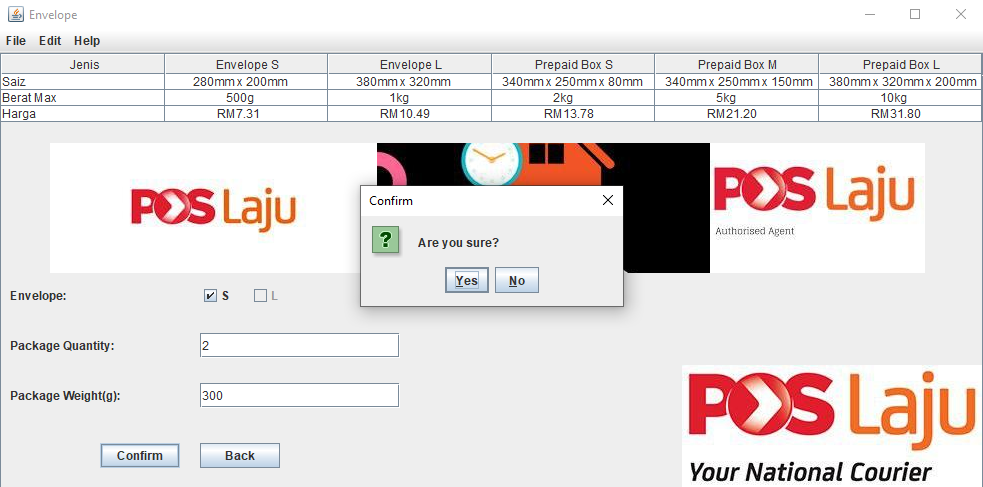 Envelope
File Edit Help
Jenis Envelope S Envelope L Prepaid Box S Prepaid Box M Prepaid Box L
Saiz 280mm x 200mm 380mm x 320mm 340mm x 250mm x 80mm 340mm x 250mm x 150mm 380mm x 320mm x 200mm
Berat Max 500g 1kg 2kg 5kg 10kg
Harga RM7.31 RM10.49 RM13.78 RM21.20 RM31.80
POS Laju
POS Laju
Authorised Agent
Confirm
?
Are you sure?
Yes No
Envelope: S L
Package Quantity: 2
Package Weight(g): 300
Confirm Back
POS Laju
Your National Courier